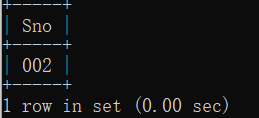 +-----+
| Sno |
+-----+
| 002 |
+-----+
1 row in set (0.00 sec)